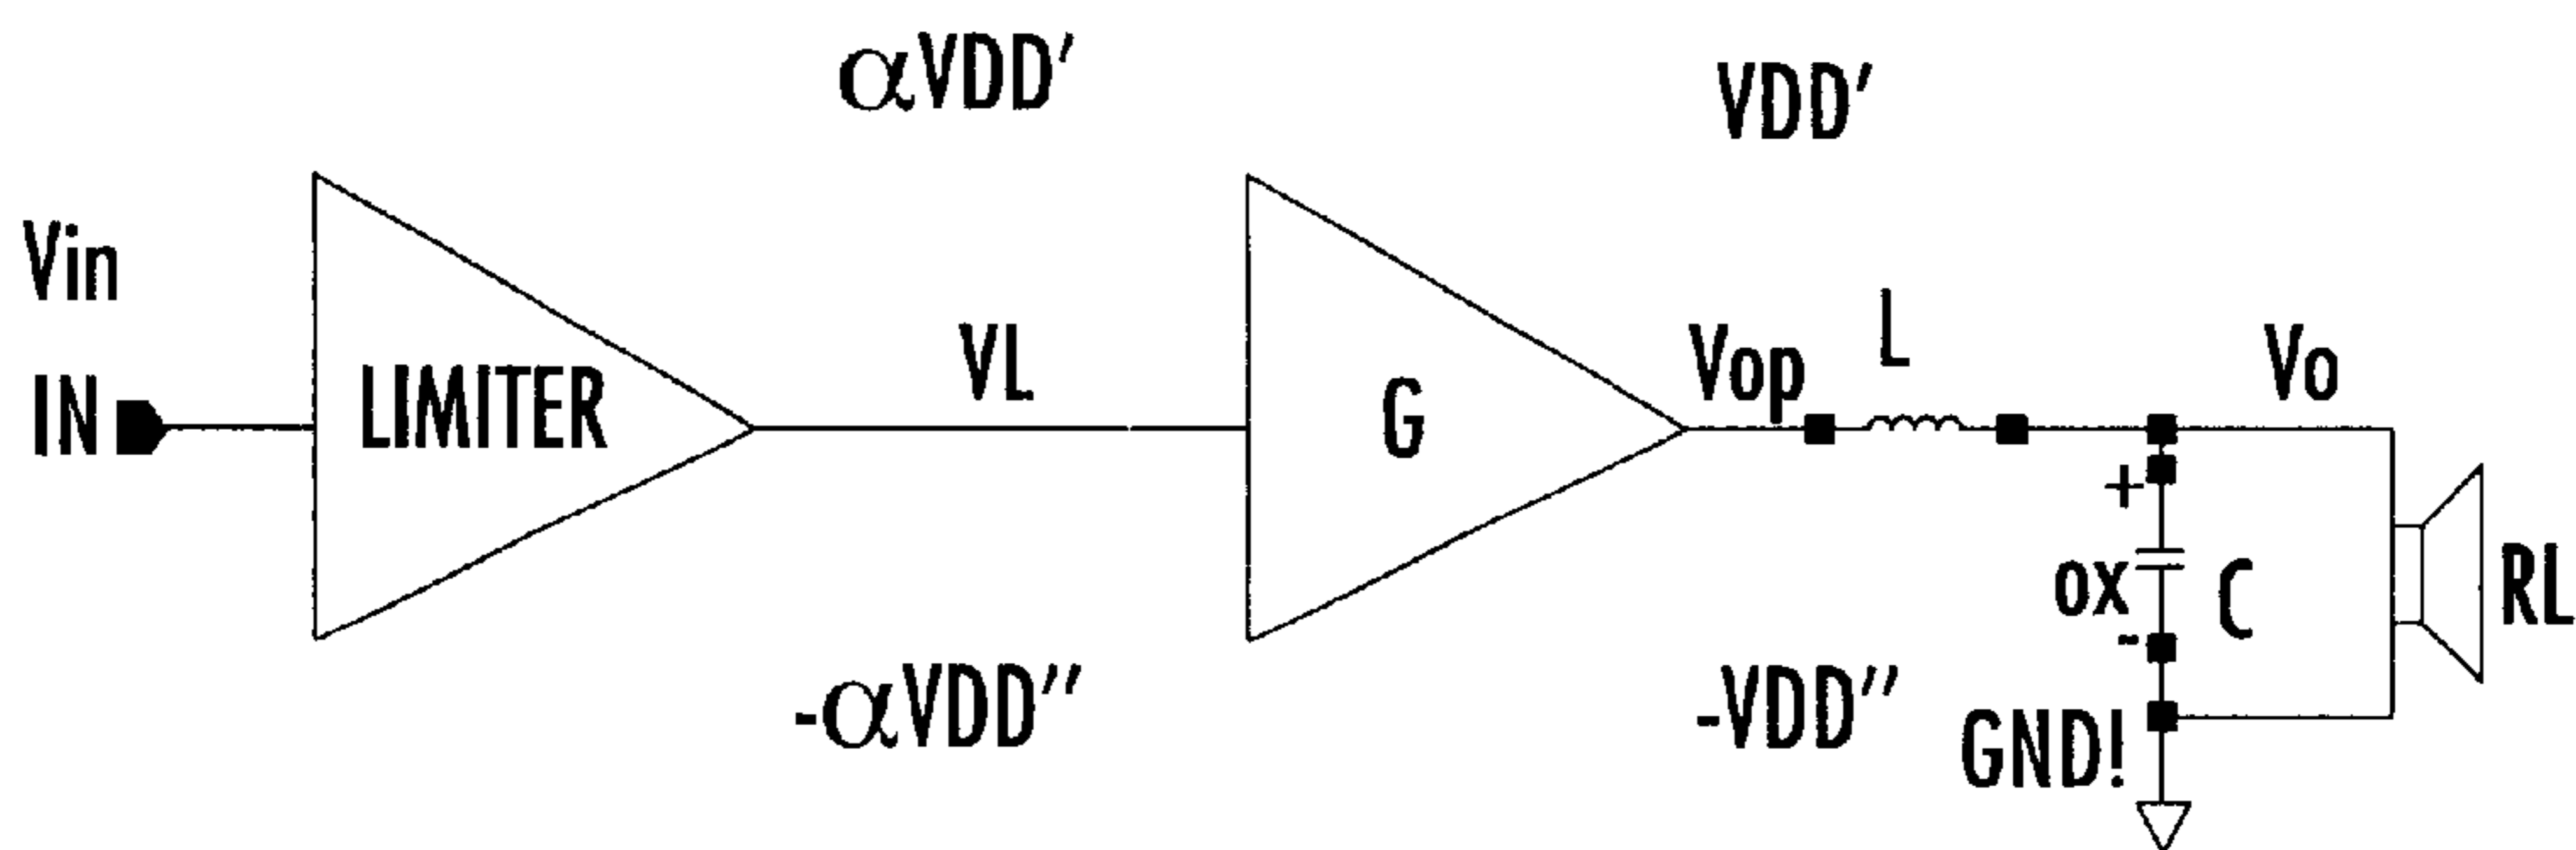 αVDD'
VDD'
Vin
IN
LIMITER
VL
G
Vop
L
Vo
+
ox
C
-
RL
-αVDD''
-VDD''
GND!